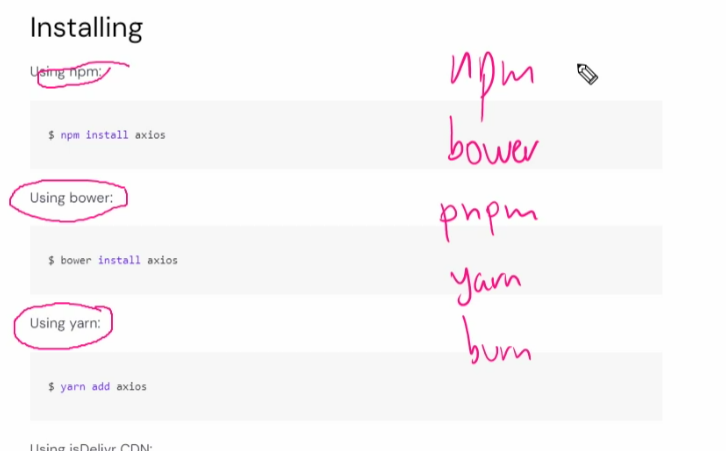 Installing
Using npm:
$ npm install axios
Using bower:
$ bower install axios
Using yarn:
$ yarn add axios
Using jsDelivr CDN:
npm
bower
pnpm
yarn
burn